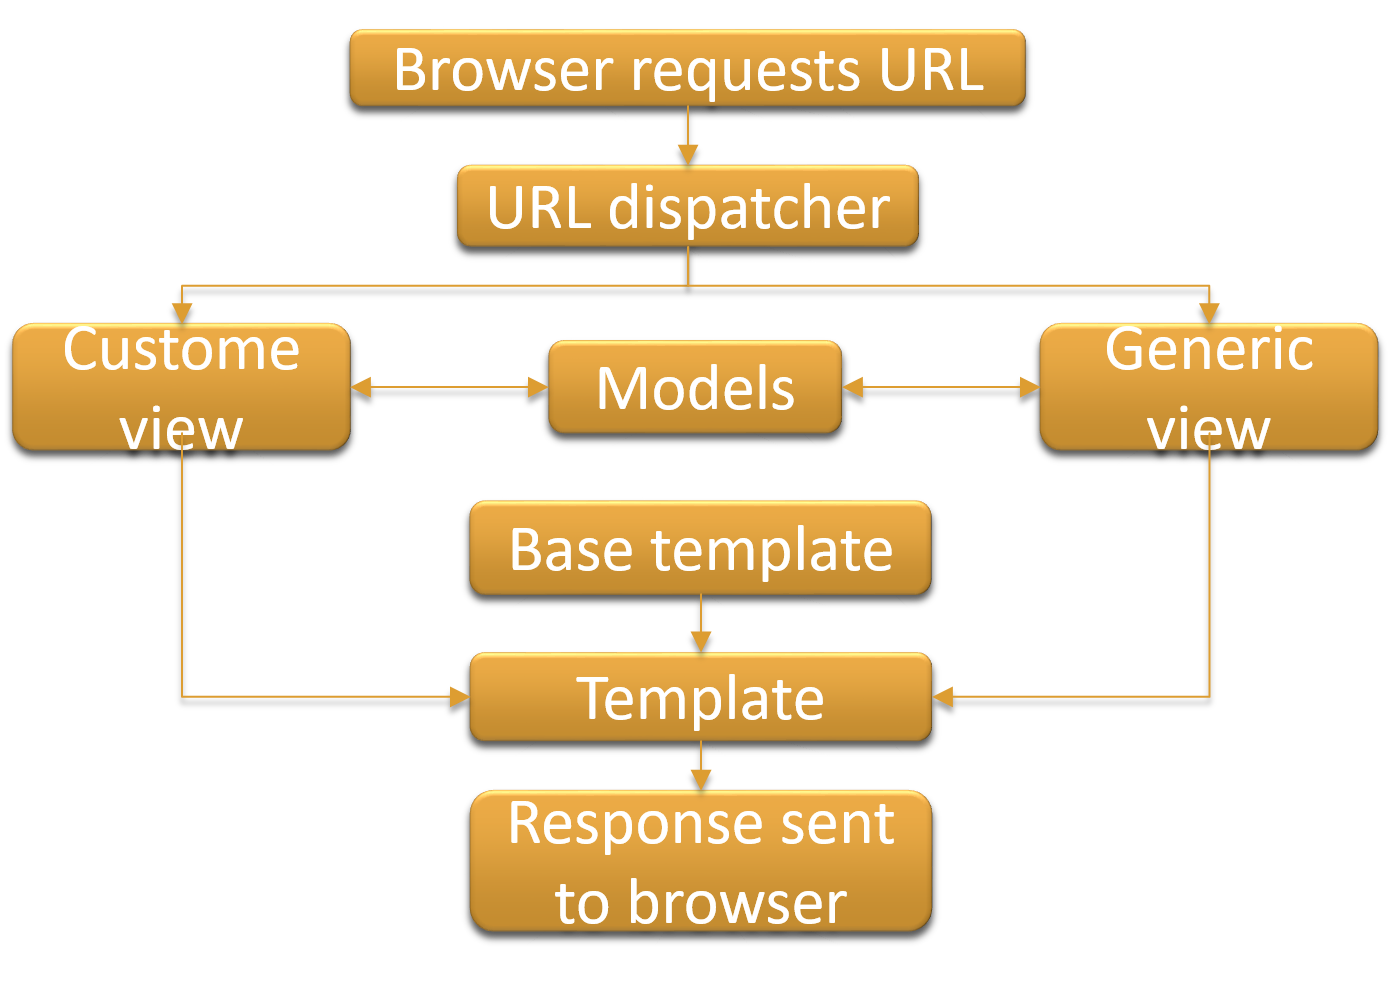 Browser requests URL
URL dispatcher
Custome
view
Models
Generic
view
Base template
Template
Response sent
to browser